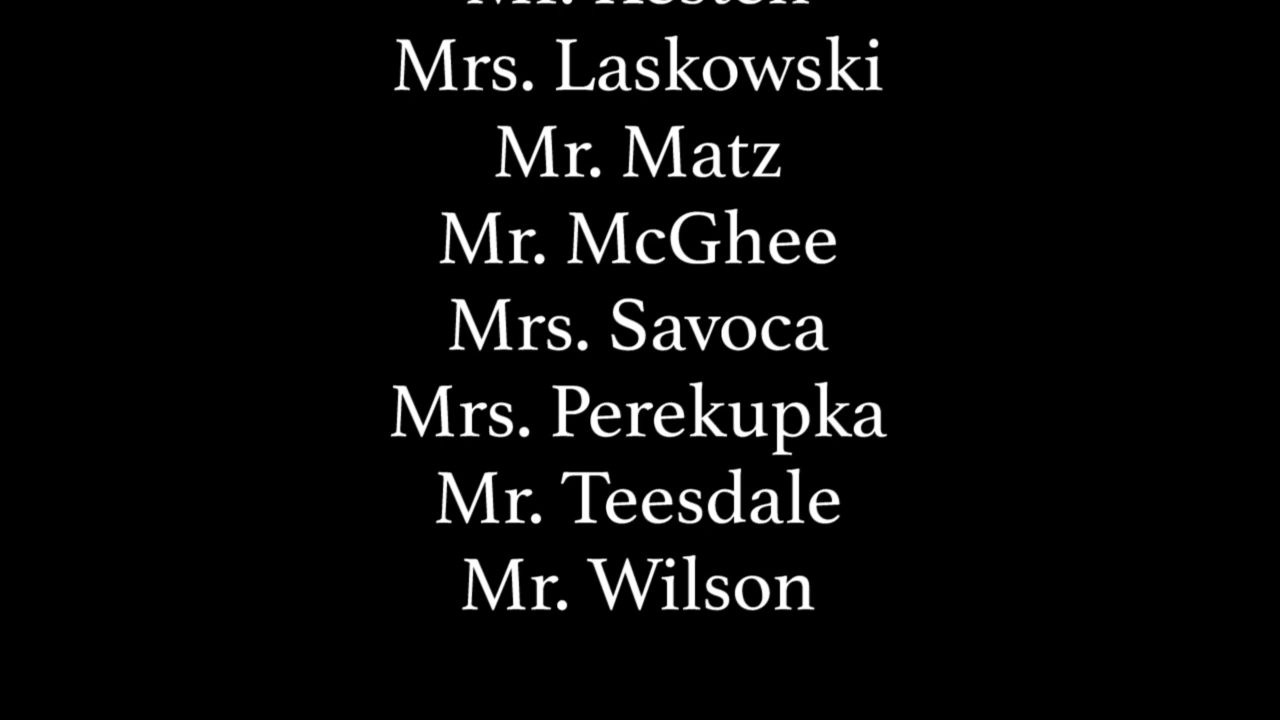 Mrs. Laskowski
Mr. Matz
Mr. McGhee
Mrs. Savoca
Mrs. Perekupka
Mr. Teesdale
Mr. Wilson